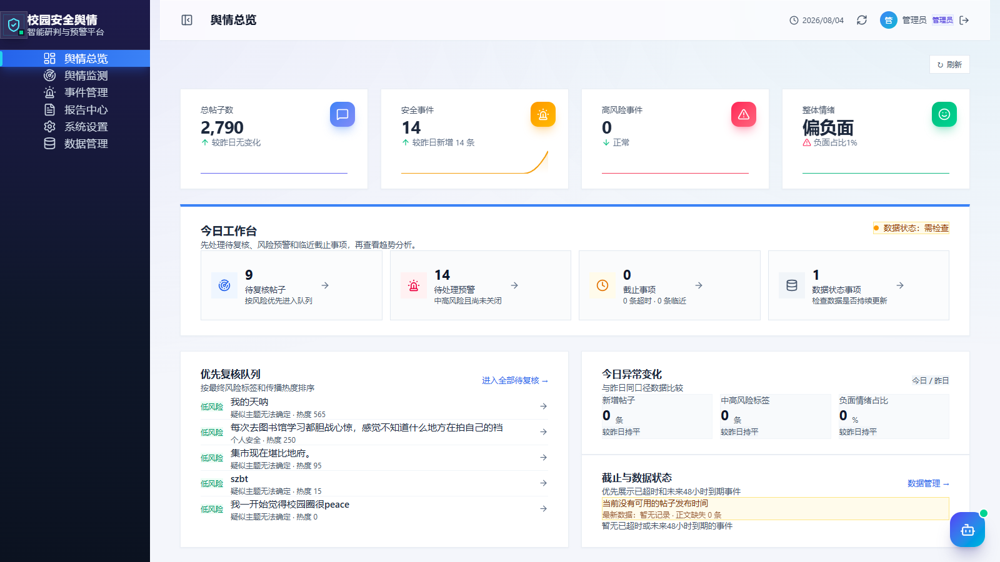 校园安全舆情
智能研判与预警平台
舆情总览
舆情监测
事件管理
报告中心
系统设置
数据管理
舆情总览
2026/08/04
管
管理员
管理员
刷新
总帖子数
2,790
较昨日无变化
安全事件
14
较昨日新增 14 条
高风险事件
0
正常
整体情绪
偏负面
负面占比1%
今日工作台
先处理待复核、风险预警和临近截止事项，再查看趋势分析。
数据状态：需检查
9
待复核帖子
按风险优先进入队列
14
待处理预警
中高风险且尚未关闭
0
截止事项
0 条超时 · 0 条临近
1
数据状态事项
检查数据是否持续更新
优先复核队列
按最终风险标签和传播热度排序
进入全部待复核 →
低风险
我的天呐
疑似主题无法确定 · 热度 565
低风险
每次去图书馆学习都胆战心惊，感觉不知道什么地方在拍自己的裆
个人安全 · 热度 250
低风险
集市现在堪比地府。
疑似主题无法确定 · 热度 95
低风险
szbt
疑似主题无法确定 · 热度 15
低风险
我一开始觉得校园圈很peace
疑似主题无法确定 · 热度 0
今日异常变化
与昨日同口径数据比较
今日 / 昨日
新增帖子
0 条
较昨日持平
中高风险标签
0 条
较昨日持平
负面情绪占比
0 %
较昨日持平
截止与数据状态
优先展示已超时和未来48小时到期事件
数据管理 →
当前没有可用的帖子发布时间
最新数据：暂无记录 · 正文缺失 0 条
暂无已超时或未来48小时到期的事件